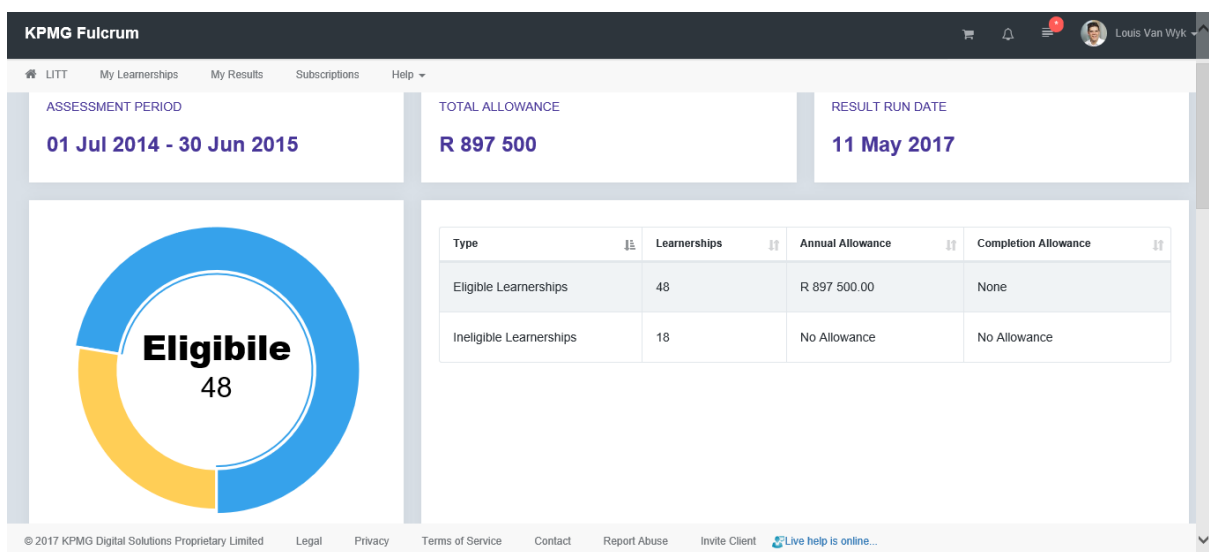 KPMG Fulcrum
Louis Van Wyk
LITT My Learnerships My Results Subscriptions Help
ASSESSMENT PERIOD
01 Jul 2014 - 30 Jun 2015
TOTAL ALLOWANCE
R 897 500
RESULT RUN DATE
11 May 2017
Eligibile
48
Type Learnerships Annual Allowance Completion Allowance
Eligible Learnerships 48 R 897 500.00 None
Ineligible Learnerships 18 No Allowance No Allowance
© 2017 KPMG Digital Solutions Proprietary Limited Legal Privacy Terms of Service Contact Report Abuse Invite Client Live help is online...